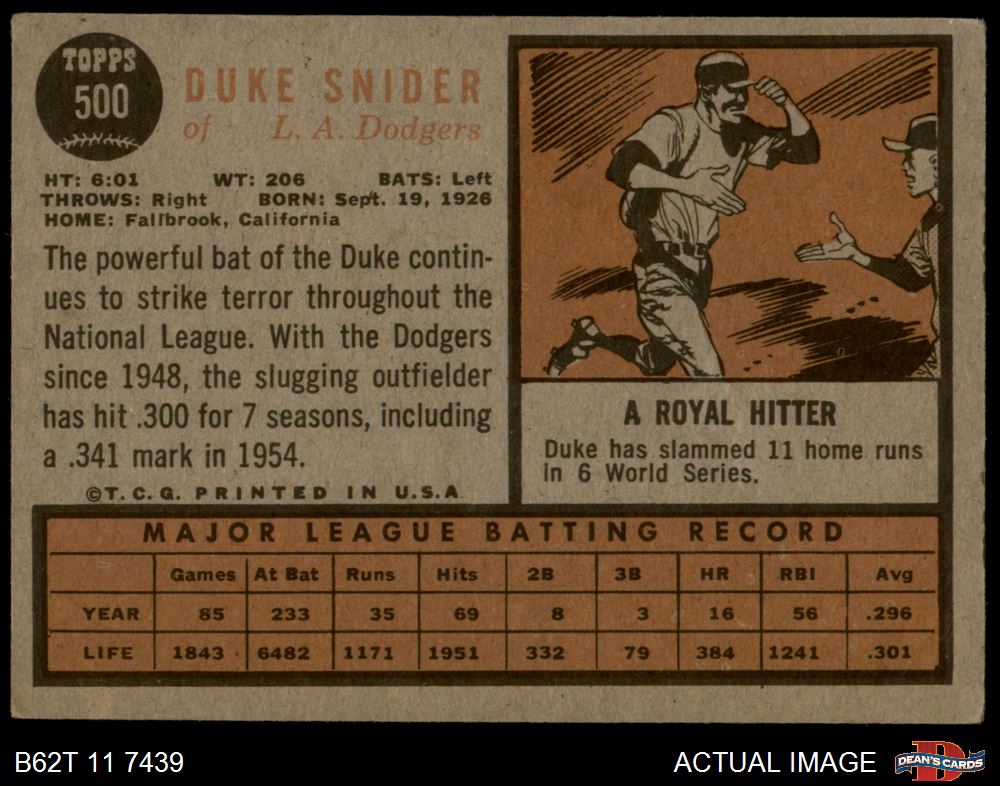 TOPPS
500
DUKE SNIDER
of L. A. Dodgers
HT: 6:01 WT: 206 BATS: Left
THROWS: Right BORN: Sept. 19, 1926
HOME: Fallbrook, California
The powerful bat of the Duke contin-
ues to strike terror throughout the
National League. With the Dodgers
since 1948, the slugging outfielder
has hit .300 for 7 seasons, including
a .341 mark in 1954.
©T. C. G. PRINTED IN U.S.A.
A ROYAL HITTER
Duke has slammed 11 home runs
in 6 World Series.
MAJOR LEAGUE BATTING RECORD
Games At Bat Runs Hits 2B 3B HR RBI Avg
YEAR 85 233 35 69 8 3 16 56 .296
LIFE 1843 6482 1171 1951 332 79 384 1241 .301
B62T 11 7439
ACTUAL IMAGE
D
DEAN'S CARDS